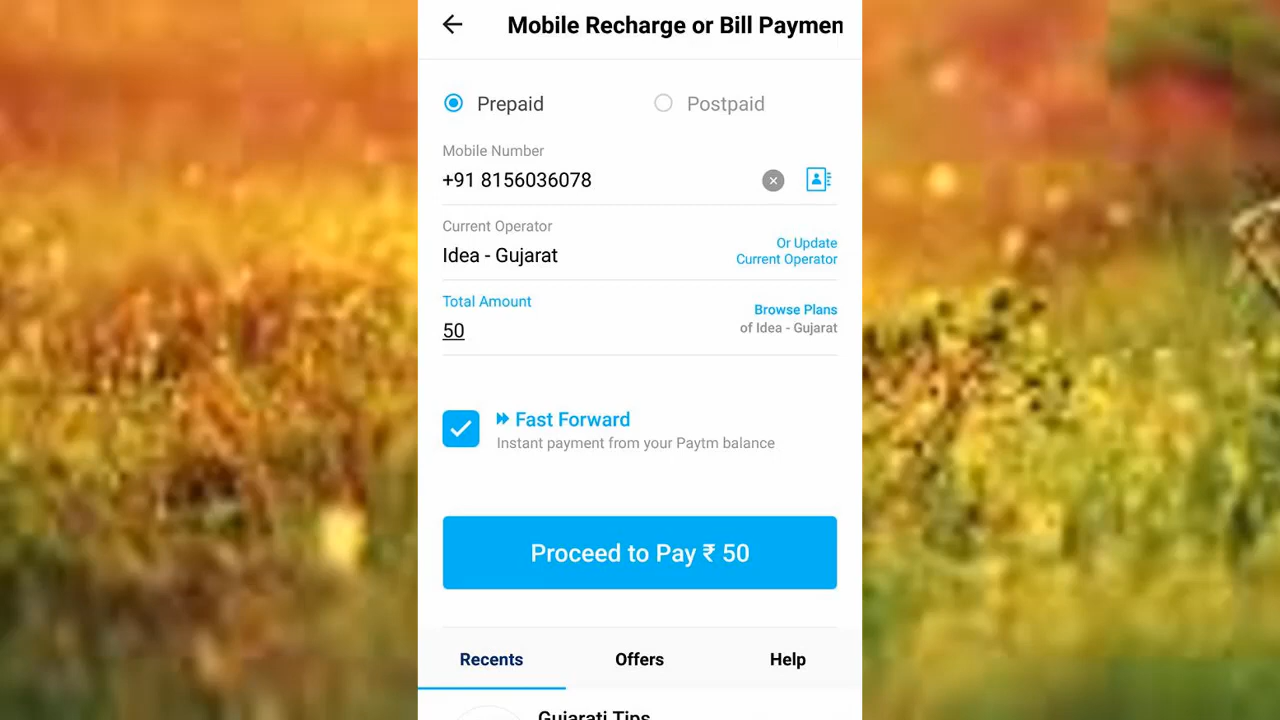 Mobile Recharge or Bill Paymen
Prepaid
Postpaid
Mobile Number
+91 8156036078
Current Operator
Idea - Gujarat
Or Update
Current Operator
Total Amount
50
Browse Plans
of Idea - Gujarat
Fast Forward
Instant payment from your Paytm balance
Proceed to Pay ₹ 50
Recents
Offers
Help
Gujarati Tips